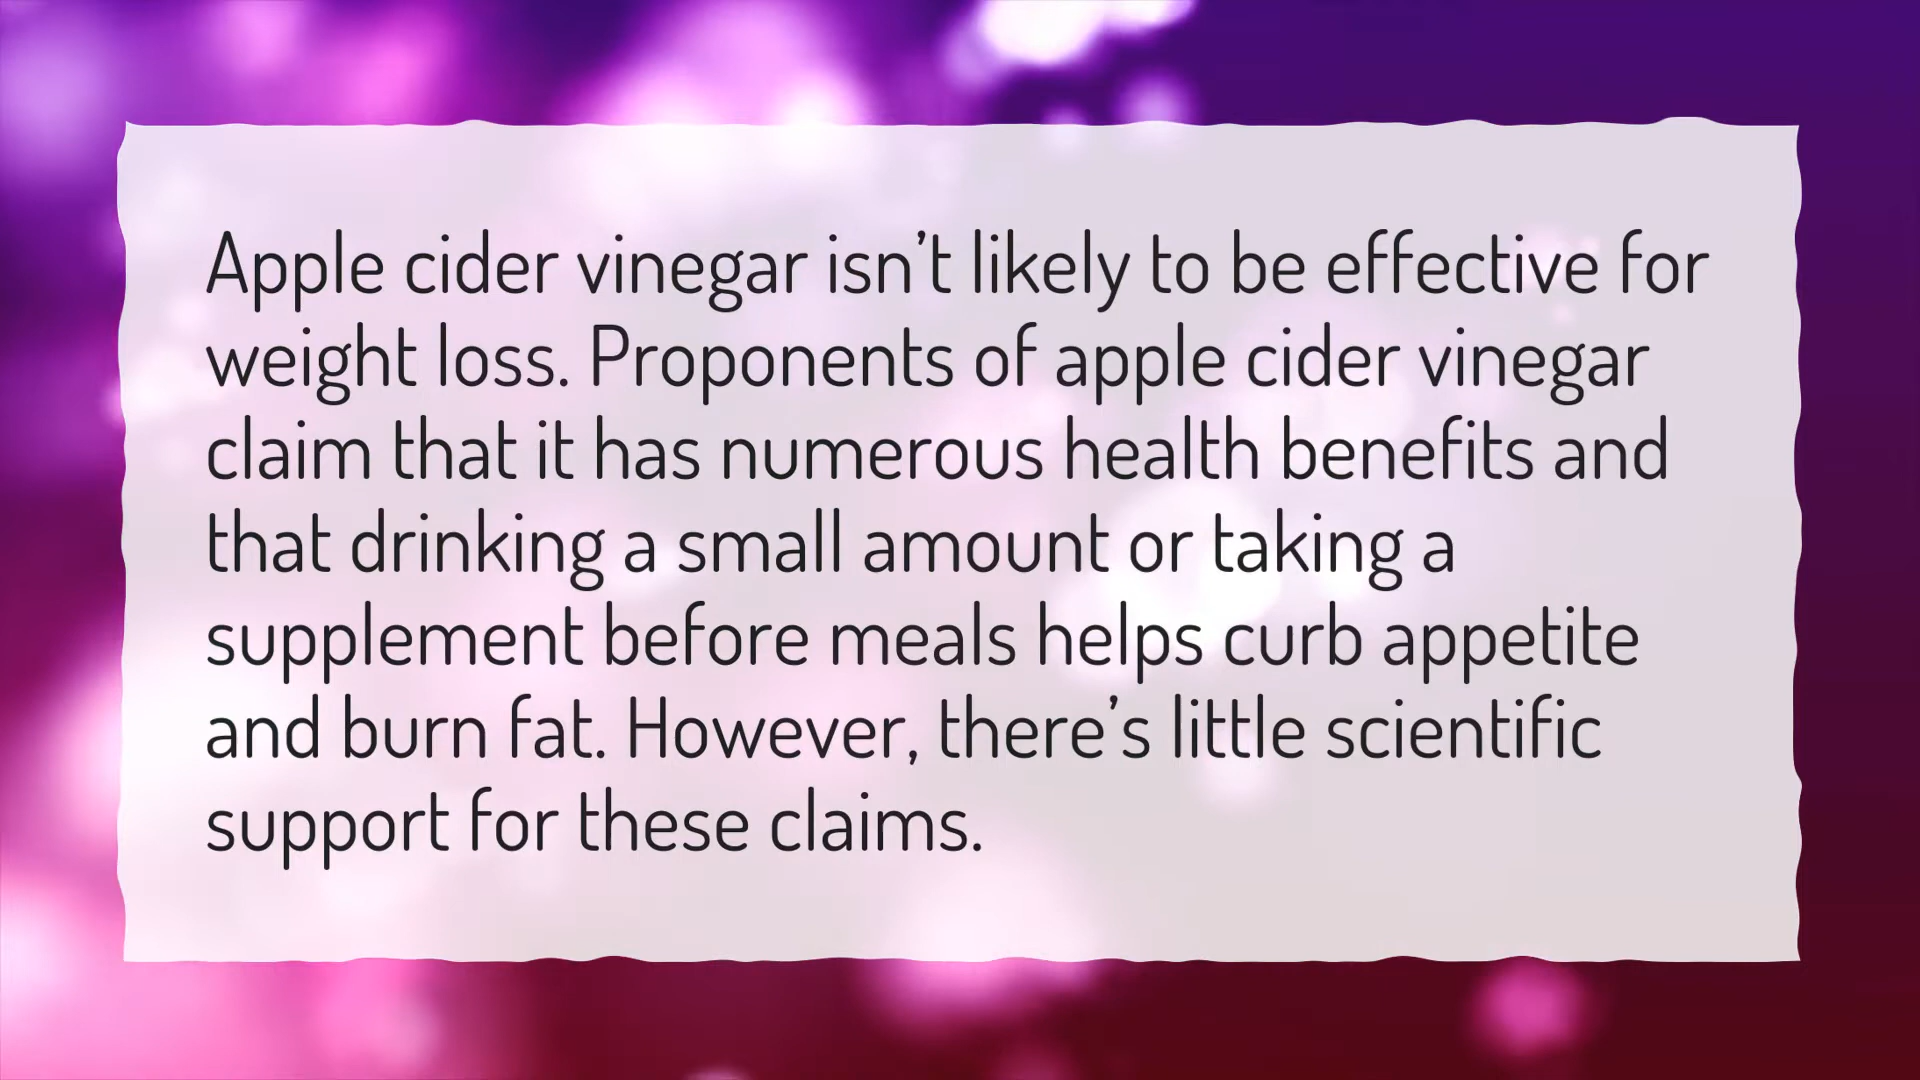 Apple cider vinegar isn’t likely to be effective for
weight loss. Proponents of apple cider vinegar
claim that it has numerous health benefits and
that drinking a small amount or taking a
supplement before meals helps curb appetite
and burn fat. However, there’s little scientific
support for these claims.